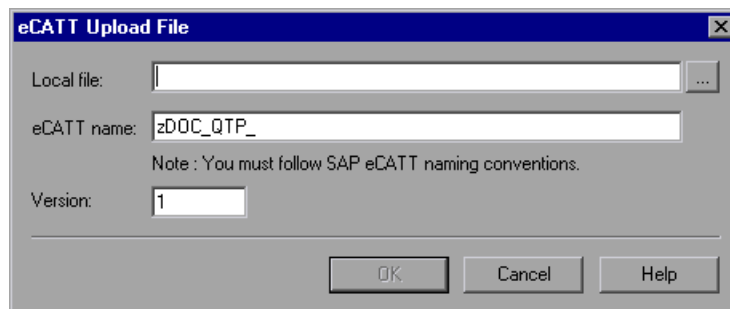 eCATT Upload File
Local file:
...
eCATT name: zDOC_QTP_
Note : You must follow SAP eCATT naming conventions.
Version: 1
OK Cancel Help